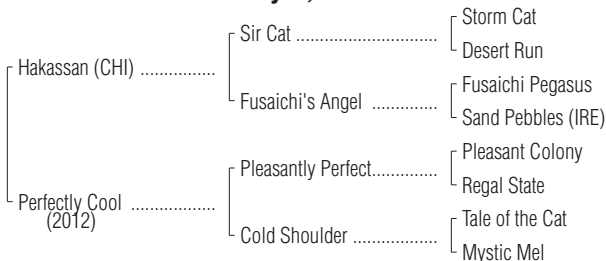 Storm Cat
Sir Cat ..................................
Desert Run
Hakassan (CHI) ................
Fusaichi Pegasus
Fusaichi's Angel ...............
Sand Pebbles (IRE)
Pleasant Colony
Pleasantly Perfect...............
Regal State
Perfectly Cool ..................
(2012)
Tale of the Cat
Cold Shoulder ...................
Mystic Mel